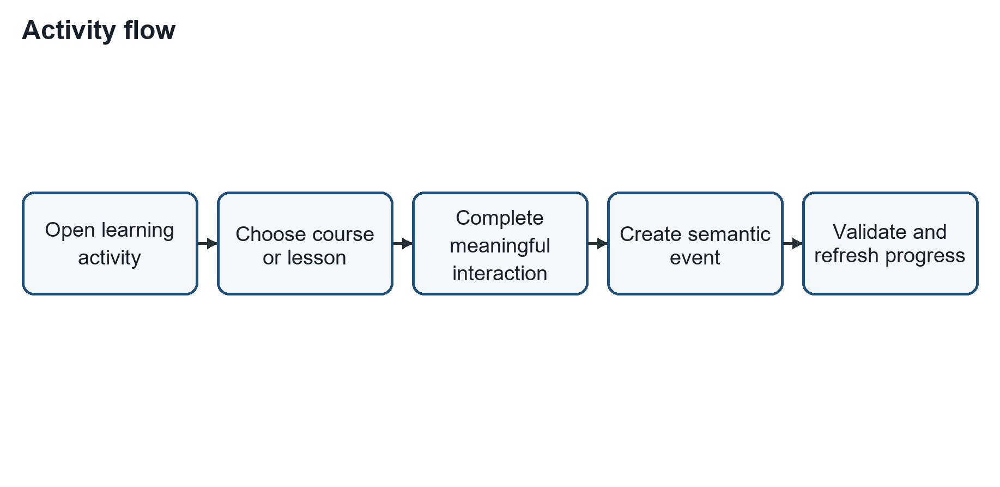 Activity flow
Open learning
activity
Choose course
or lesson
Complete
meaningful
interaction
Create semantic
event
Validate and
refresh progress